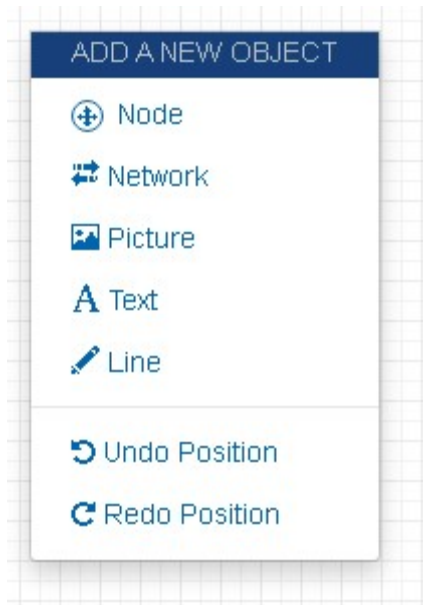 ADD A NEW OBJECT
Node
Network
Picture
Text
Line
Undo Position
Redo Position